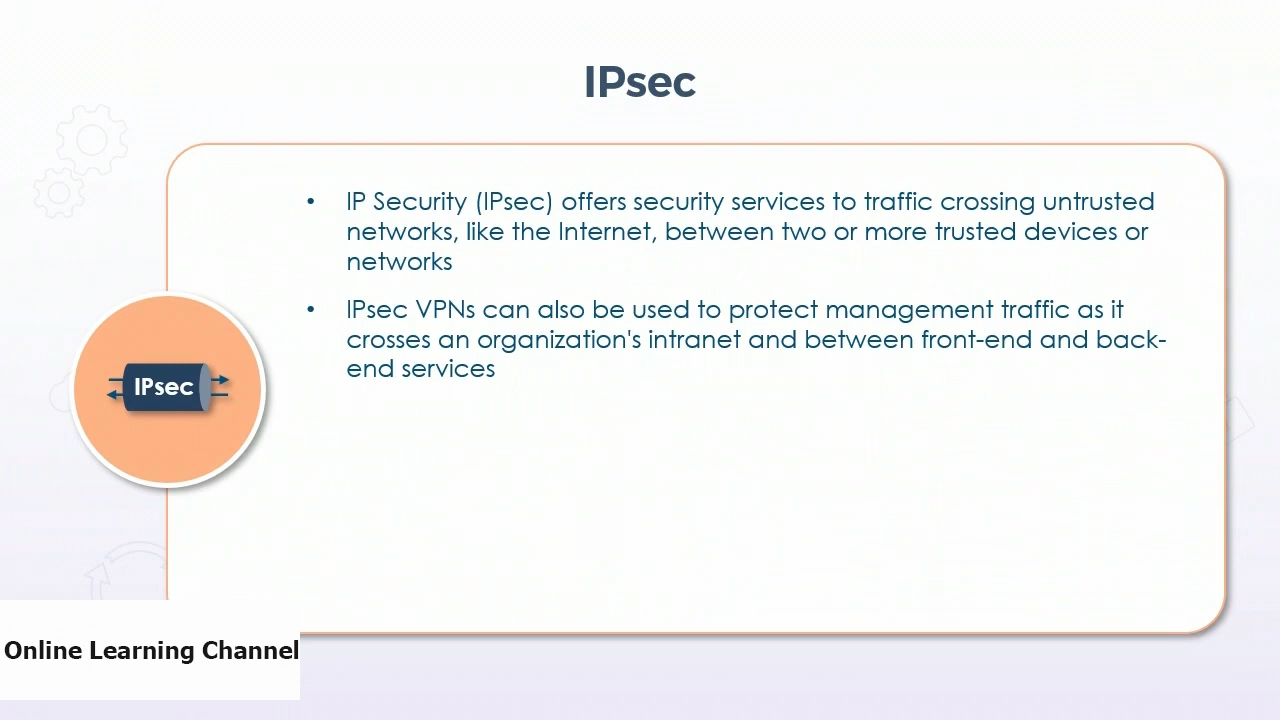 IPsec
• IP Security (IPsec) offers security services to traffic crossing untrusted
networks, like the Internet, between two or more trusted devices or
networks
• IPsec VPNs can also be used to protect management traffic as it
crosses an organization's intranet and between front-end and back-
end services
IPsec
Online Learning Channel